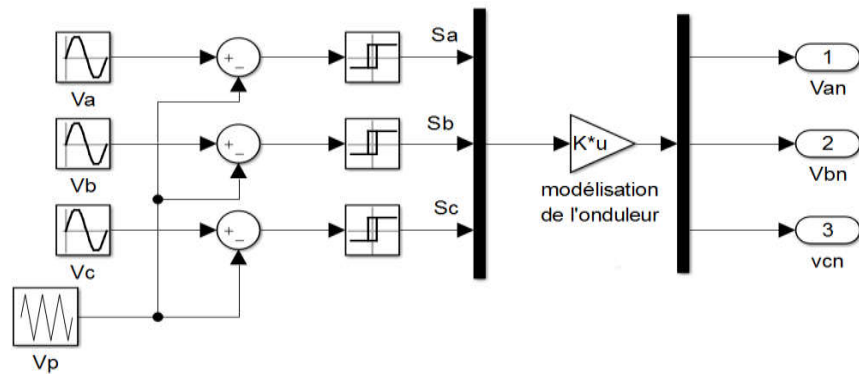 Va
+
−
Sa
1
Van
Vb
+
−
Sb
K*u
modélisation
de l'onduleur
2
Vbn
Vc
+
−
Sc
3
vcn
Vp